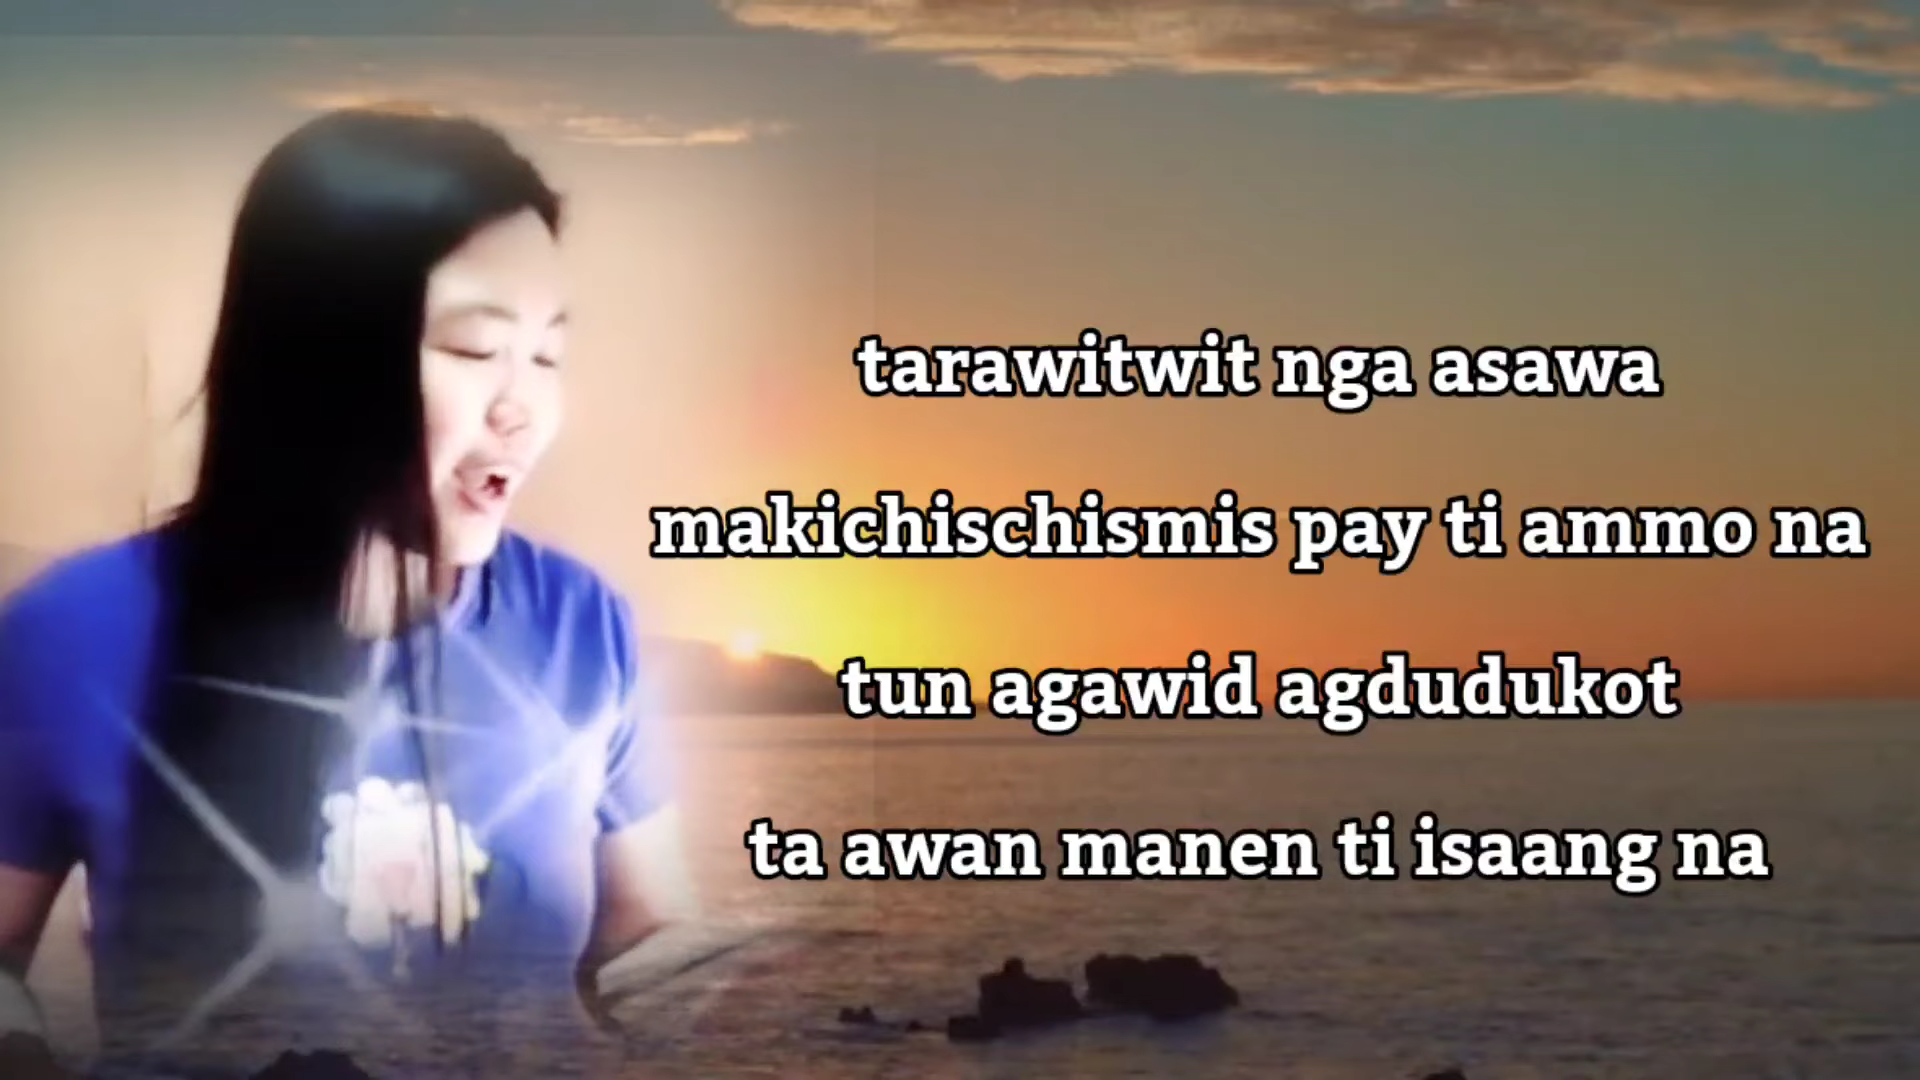 tarawitwit nga asawa
makichischismis pay ti ammo na
tun agawid agdudukot
ta awan manen ti isaang na